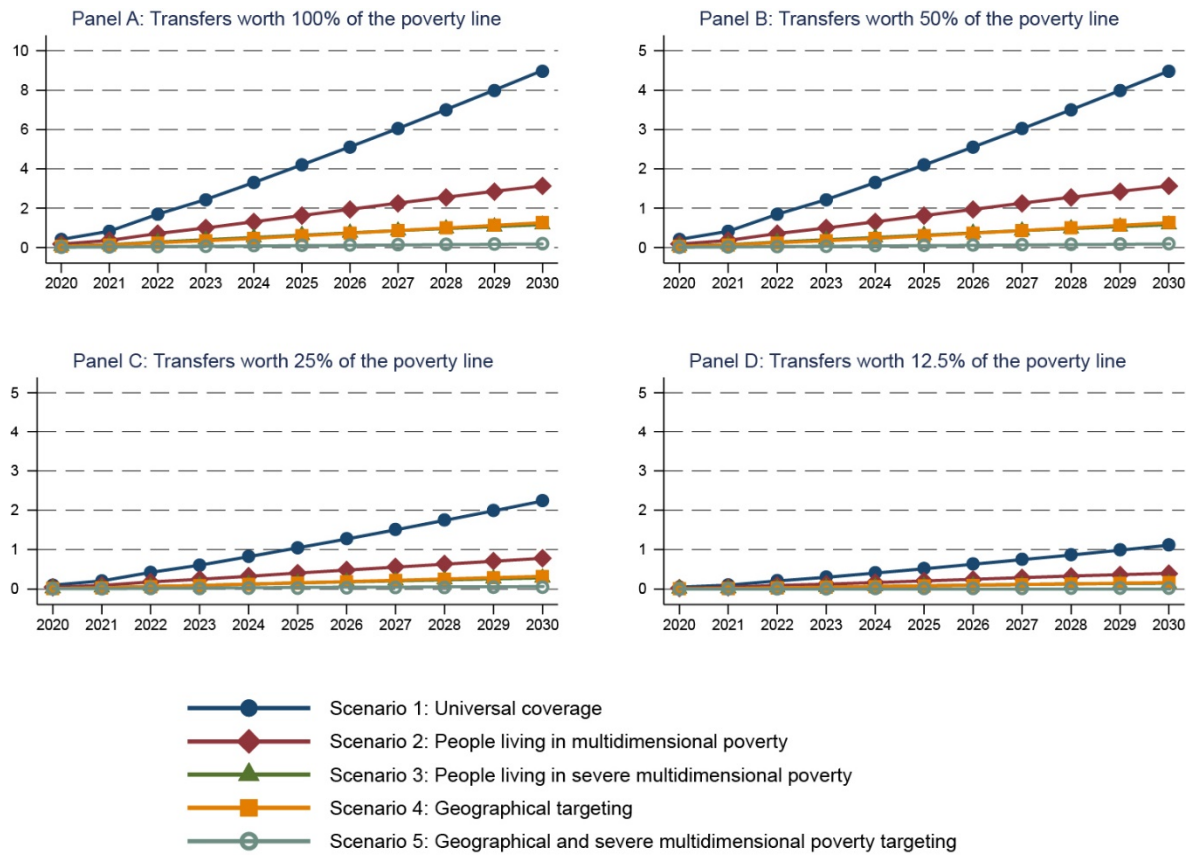 Panel A: Transfers worth 100% of the poverty line
10
8
6
4
2
0
2020 2021 2022 2023 2024 2025 2026 2027 2028 2029 2030
Panel B: Transfers worth 50% of the poverty line
5
4
3
2
1
0
2020 2021 2022 2023 2024 2025 2026 2027 2028 2029 2030
Panel C: Transfers worth 25% of the poverty line
5
4
3
2
1
0
2020 2021 2022 2023 2024 2025 2026 2027 2028 2029 2030
Panel D: Transfers worth 12.5% of the poverty line
5
4
3
2
1
0
2020 2021 2022 2023 2024 2025 2026 2027 2028 2029 2030
Scenario 1: Universal coverage
Scenario 2: People living in multidimensional poverty
Scenario 3: People living in severe multidimensional poverty
Scenario 4: Geographical targeting
Scenario 5: Geographical and severe multidimensional poverty targeting